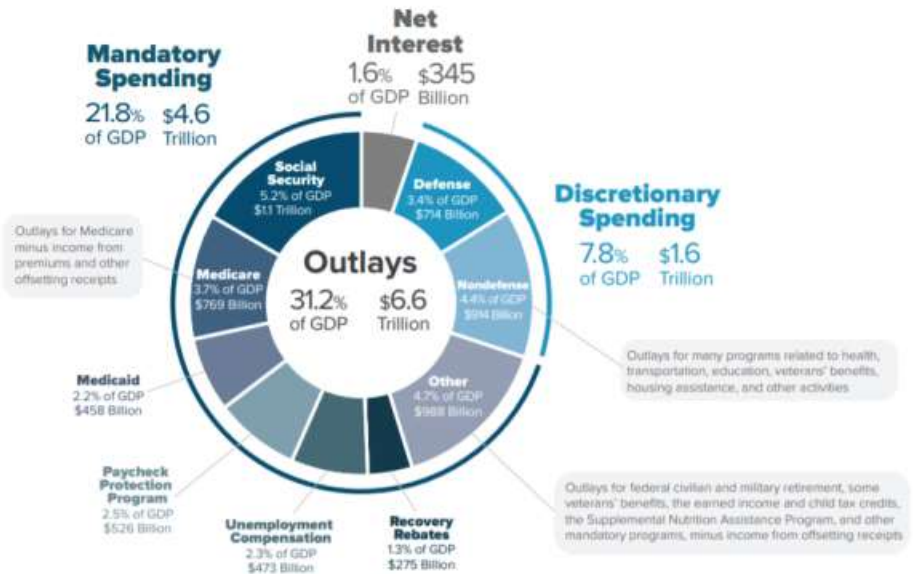 Net
Interest
1.6% $345
of GDP Billion
Mandatory
Spending
21.8% $4.6
of GDP Trillion
Social
Security
5.2% of GDP
$1.1 Trillion
Defense
3.4% of GDP
$714 Billion
Discretionary
Spending
7.8% $1.6
of GDP Trillion
Outlays for Medicare
minus income from
premiums and other
offsetting receipts
Medicare
3.7% of GDP
$769 Billion
Outlays
31.2% $6.6
of GDP Trillion
Nondefense
4.4% of GDP
$914 Billion
Outlays for many programs related to health,
transportation, education, veterans' benefits,
housing assistance, and other activities
Medicaid
2.2% of GDP
$458 Billion
Other
4.7% of GDP
$988 Billion
Paycheck
Protection
Program
2.5% of GDP
$526 Billion
Unemployment
Compensation
2.3% of GDP
$473 Billion
Recovery
Rebates
1.3% of GDP
$275 Billion
Outlays for federal civilian and military retirement, some
veterans' benefits, the earned income and child tax credits,
the Supplemental Nutrition Assistance Program, and other
mandatory programs, minus income from offsetting receipts